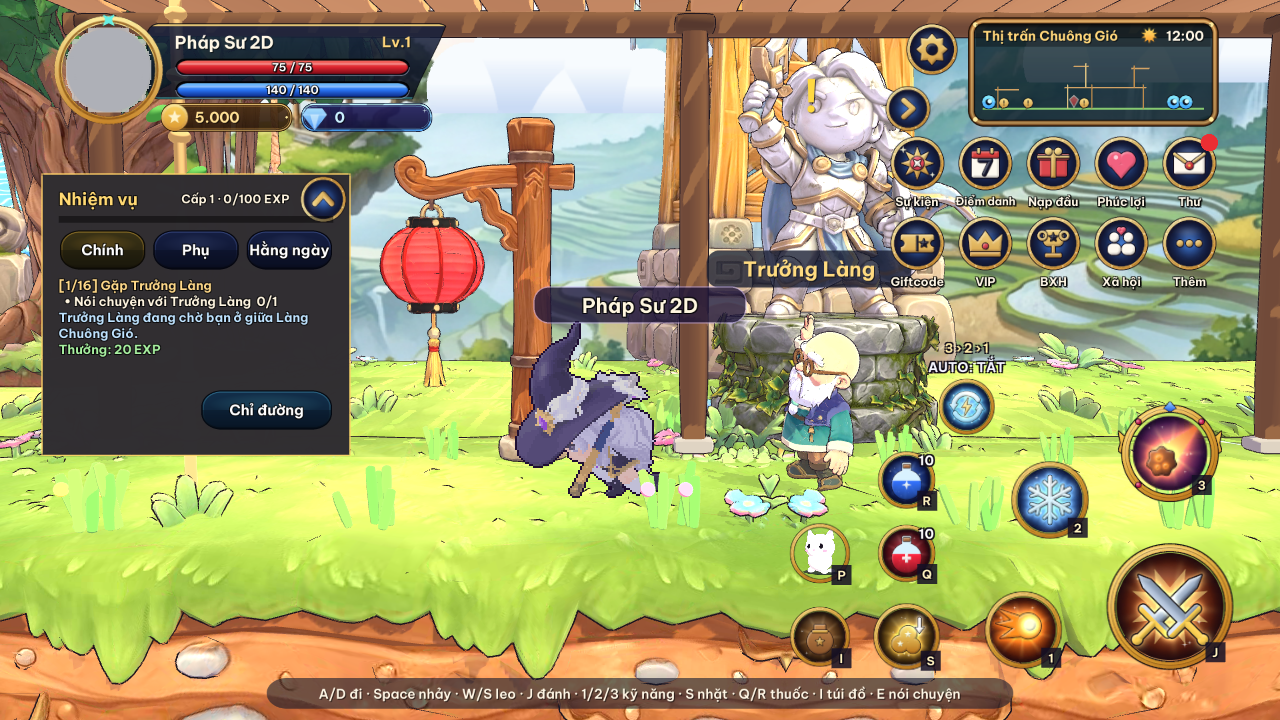 Pháp Sư 2D
Lv.1
75 / 75
140 / 140
5.000
0
Thị trấn Chuông Gió
12:00
Nhiệm vụ
Cấp 1 · 0/100 EXP
Chính
Phụ
Hằng ngày
[1/16] Gặp Trưởng Làng
• Nói chuyện với Trưởng Làng 0/1
Trưởng Làng đang chờ bạn ở giữa Làng
Chuông Gió.
Thưởng: 20 EXP
Chỉ đường
7
Sự kiện
Điểm danh
Nạp đầu
Phúc lợi
Thư
Giftcode
VIP
BXH
Xã hội
Thêm
!
Trưởng Làng
Pháp Sư 2D
3>2>1
AUTO: TẮT
10
R
3
2
10
Q
P
I
S
1
J
A/D đi · Space nhảy · W/S leo · J đánh · 1/2/3 kỹ năng · S nhặt · Q/R thuốc · I túi đồ · E nói chuyện